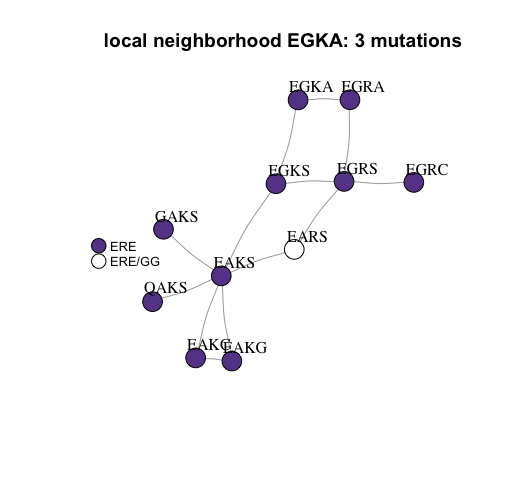 local neighborhood EGKA: 3 mutations
EGKA EGRA
EGKS EGRS EGRC
GAKS
EARS
ERE
ERE/GG
EAKS
QAKS
EAKC EAKG